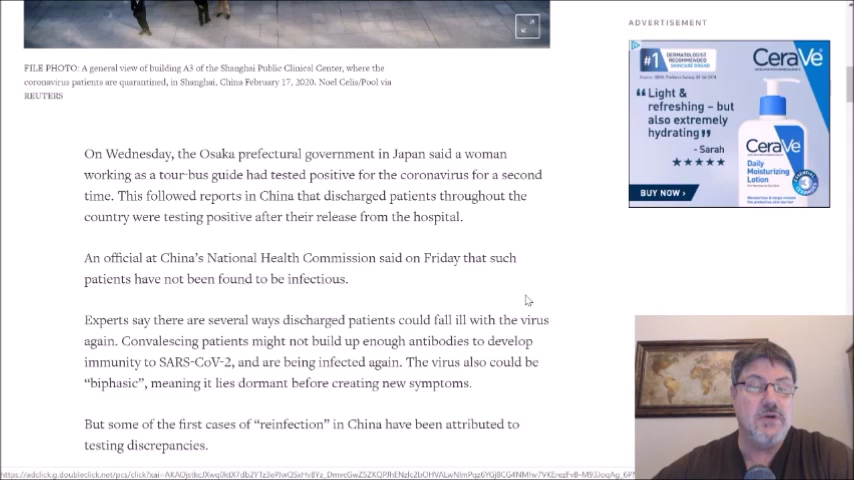 ADVERTISEMENT
FILE PHOTO: A general view of building A3 of the Shanghai Public Clinical Center, where the
coronavirus patients are quarantined, in Shanghai, China February 17, 2020. Noel Celis/Pool via
REUTERS
On Wednesday, the Osaka prefectural government in Japan said a woman
working as a tour-bus guide had tested positive for the coronavirus for a second
time. This followed reports in China that discharged patients throughout the
country were testing positive after their release from the hospital.
An official at China's National Health Commission said on Friday that such
patients have not been found to be infectious.
Experts say there are several ways discharged patients could fall ill with the virus
again. Convalescing patients might not build up enough antibodies to develop
immunity to SARS-CoV-2, and are being infected again. The virus also could be
"biphasic", meaning it lies dormant before creating new symptoms.
But some of the first cases of "reinfection" in China have been attributed to
testing discrepancies.
#1 DERMATOLOGIST
RECOMMENDED
SKINCARE BRAND
CeraVe
"Light &
refreshing – but
also extremely
hydrating"
- Sarah
BUY NOW
CeraVe
Daily
Moisturizing
Lotion